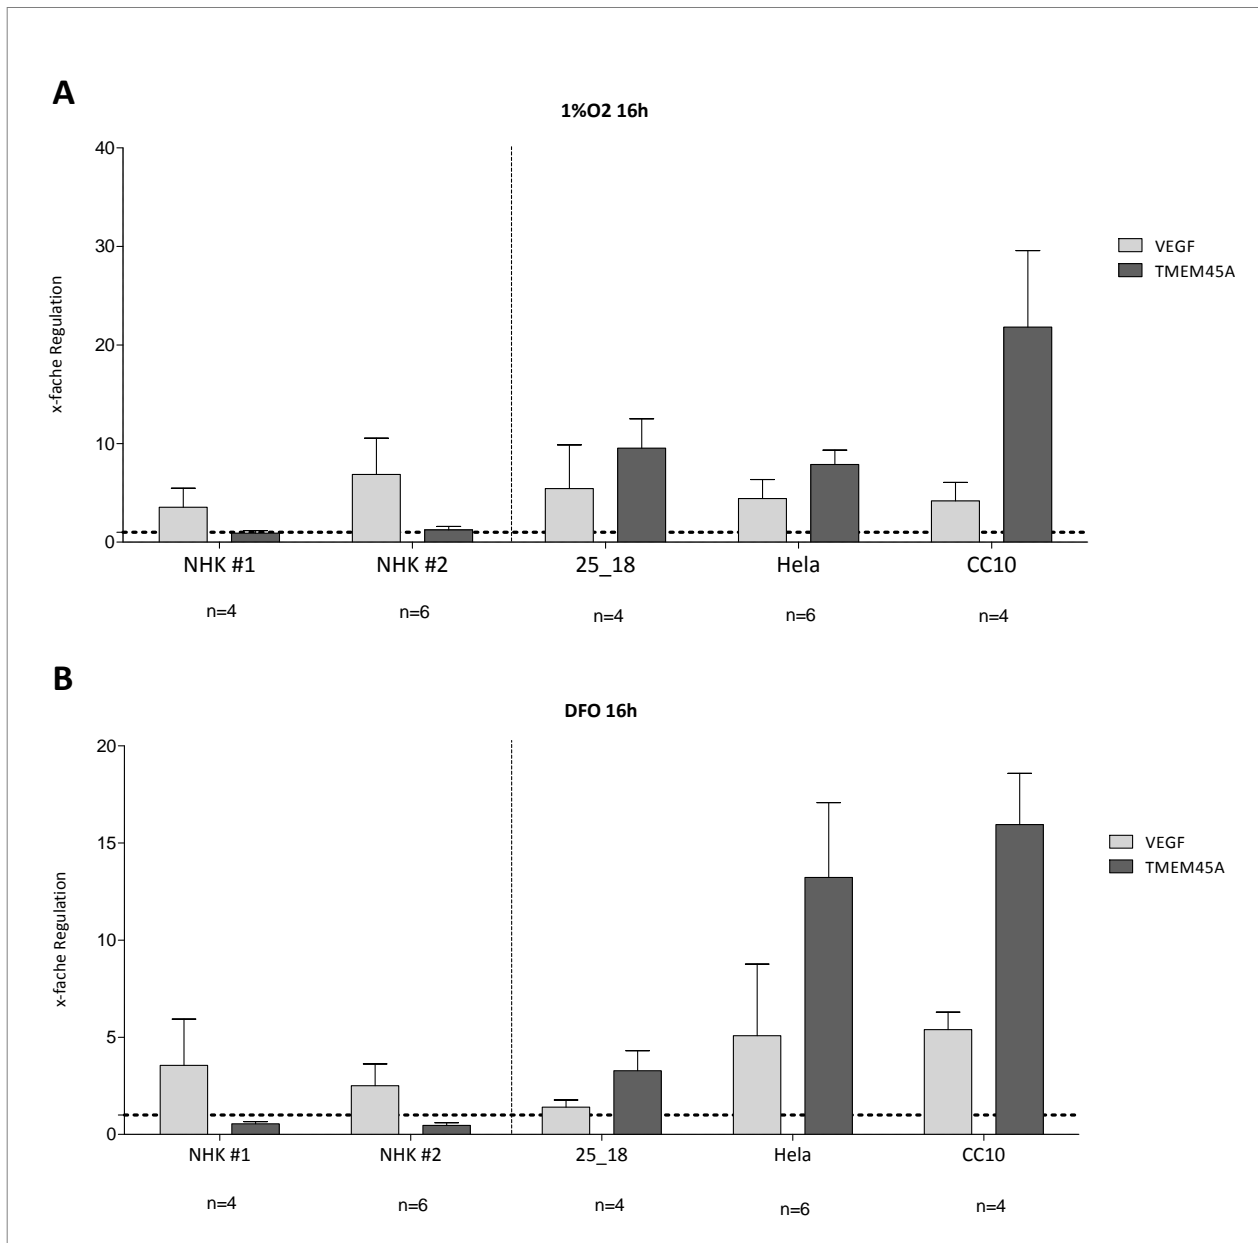 A
1%O2 16h
40
30
20
10
0
x-fache Regulation
VEGF
TMEM45A
NHK #1
NHK #2
25_18
Hela
CC10
n=4
n=6
n=4
n=6
n=4
B
DFO 16h
20
15
10
5
0
x-fache Regulation
VEGF
TMEM45A
NHK #1
NHK #2
25_18
Hela
CC10
n=4
n=6
n=4
n=6
n=4